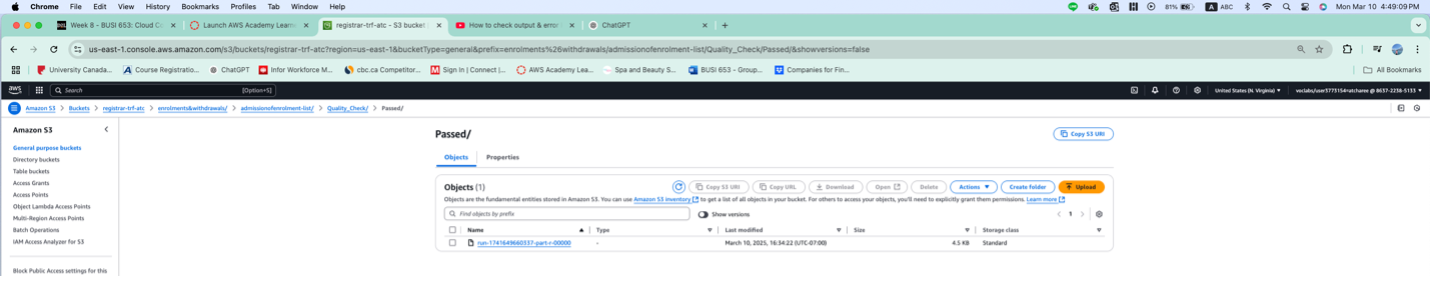 Chrome File Edit View History Bookmarks Profiles Tab Window Help 81% A ABC Mon Mar 10 4:49:09 PM
Week 8 - BUSI 653: Cloud C Launch AWS Academy Learne registrar-trf-atc - S3 bucket How to check output & error ChatGPT
us-east-1.console.aws.amazon.com/s3/buckets/registrar-trf-atc?region=us-east-1&bucketType=general&prefix=enrolments%26withdrawals/admissionofenrolment-list/Quality_Check/Passed/&showversions=false
University Canada... Course Registratio... ChatGPT Infor Workforce M... cbc.ca Competitor... Sign In | Connect |... AWS Academy Lea... Spa and Beauty S... BUSI 653 - Group... Companies for Fin... All Bookmarks
aws Search [Option+S] United States (N. Virginia) voclabs/user3773154=atcharee @ 8637-2238-5133
Amazon S3 > Buckets > registrar-trf-atc > enrolments&withdrawals/ > admissionofenrolment-list/ > Quality_Check/ > Passed/
Amazon S3
General purpose buckets
Directory buckets
Table buckets
Access Grants
Access Points
Object Lambda Access Points
Multi-Region Access Points
Batch Operations
IAM Access Analyzer for S3
Block Public Access settings for this
Passed/
Copy S3 URI
Objects Properties
Objects (1)
Copy S3 URI Copy URL Download Open Delete Actions Create folder Upload
Objects are the fundamental entities stored in Amazon S3. You can use Amazon S3 inventory to get a list of all objects in your bucket. For others to access your objects, you'll need to explicitly grant them permissions. Learn more
Find objects by prefix Show versions 1
Name Type Last modified Size Storage class
run-1741649660337-part-r-00000 - March 10, 2025, 16:34:22 (UTC-07:00) 4.5 KB Standard